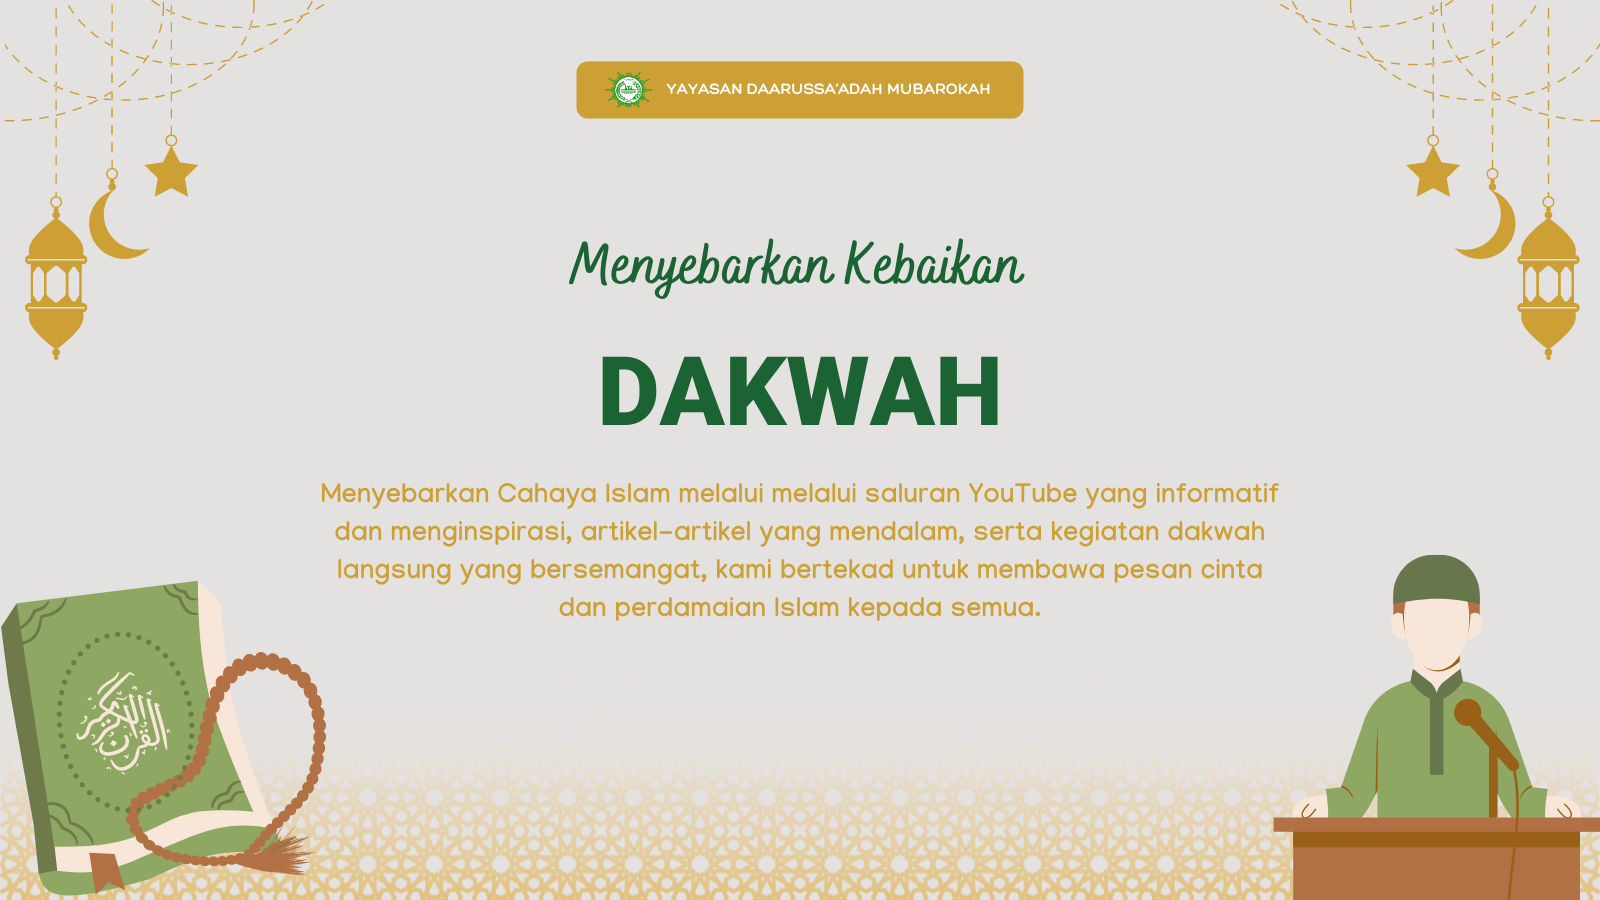 YAYASAN DAARUSSA'ADAH MUBAROKAH
Menyebarkan Kebaikan
DAKWAH
Menyebarkan Cahaya Islam melalui melalui saluran YouTube yang informatif
dan menginspirasi, artikel-artikel yang mendalam, serta kegiatan dakwah
langsung yang bersemangat, kami bertekad untuk membawa pesan cinta
dan perdamaian Islam kepada semua.
القرآن الكريم